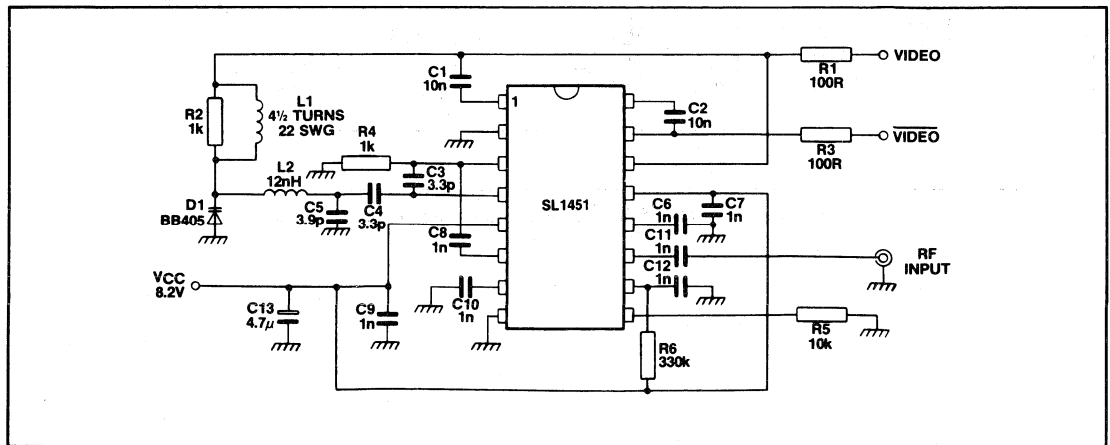 VIDEO
R1
100R
C1
10n
1
C2
10n
R2
1k
L1
4½ TURNS
22 SWG
R4
1k
VIDEO
R3
100R
L2
12nH
C3
3.3p
D1
BB405
C5
3.9p
C4
3.3p
SL1451
C6
1n
C7
1n
C8
1n
C11
1n
RF
INPUT
C12
1n
VCC
8.2V
C13
4.7μ
C9
1n
C10
1n
R5
10k
R6
330k